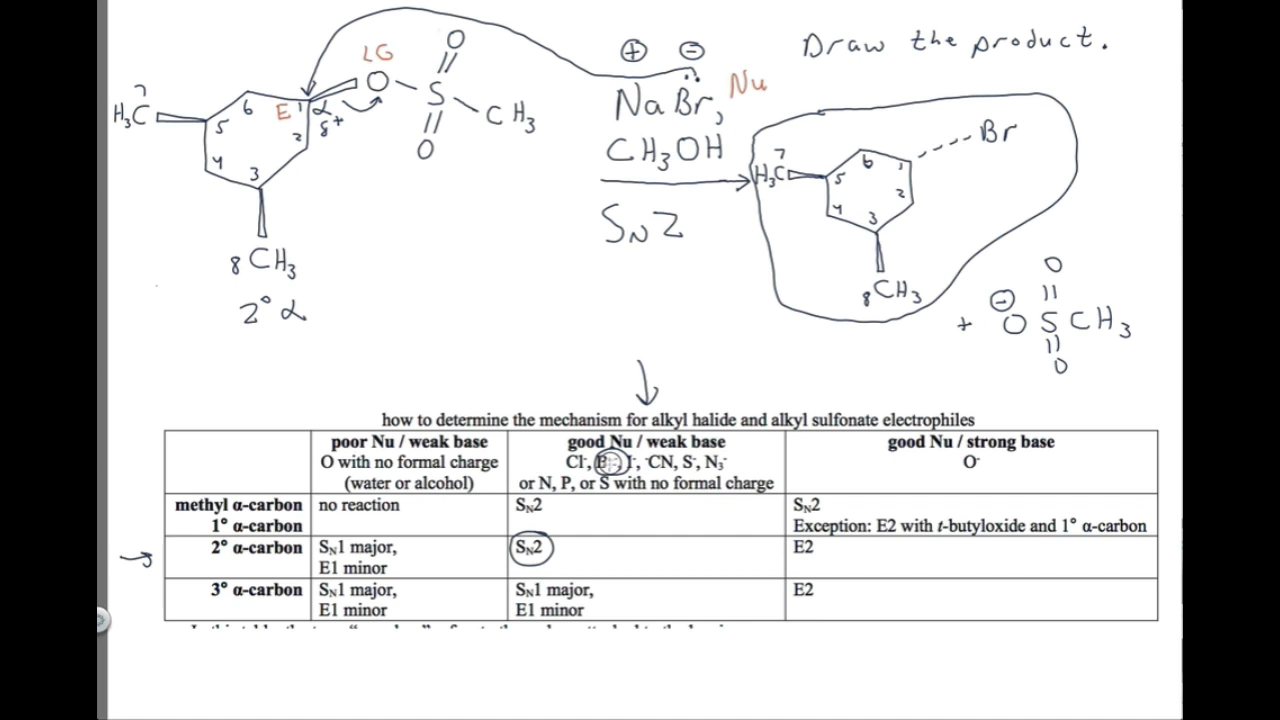 Draw the product.
LG
O
O
S
CH3
O
E
α
δ+
H3C
7
6
1
5
2
4
3
8CH3
2° α
⊕ ⊖
NaBr, Nu
CH3OH
SN2
Br
H3C
7
6
1
5
2
4
3
8CH3
+
⊖
O
O S CH3
O
how to determine the mechanism for alkyl halide and alkyl sulfonate electrophiles
poor Nu / weak base
O with no formal charge
(water or alcohol)
good Nu / weak base
Cl-, Br-, I-, -CN, S-, N3-
or N, P, or S with no formal charge
good Nu / strong base
O-
methyl α-carbon
1° α-carbon
no reaction
SN2
SN2
Exception: E2 with t-butyloxide and 1° α-carbon
2° α-carbon
SN1 major,
E1 minor
SN2
E2
3° α-carbon
SN1 major,
E1 minor
SN1 major,
E1 minor
E2